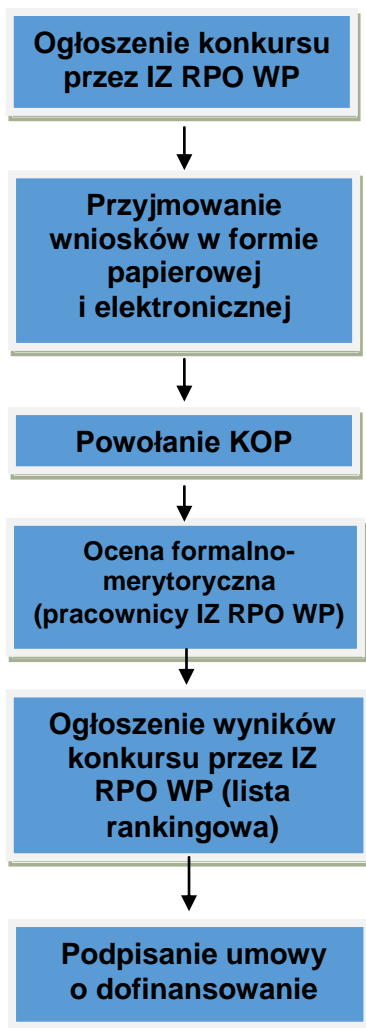 Ogłoszenie konkursu
przez IZ RPO WP
Przyjmowanie
wniosków w formie
papierowej
i elektronicznej
Powołanie KOP
Ocena formalno-
merytoryczna
(pracownicy IZ RPO WP)
Ogłoszenie wyników
konkursu przez IZ
RPO WP (lista
rankingowa)
Podpisanie umowy
o dofinansowanie